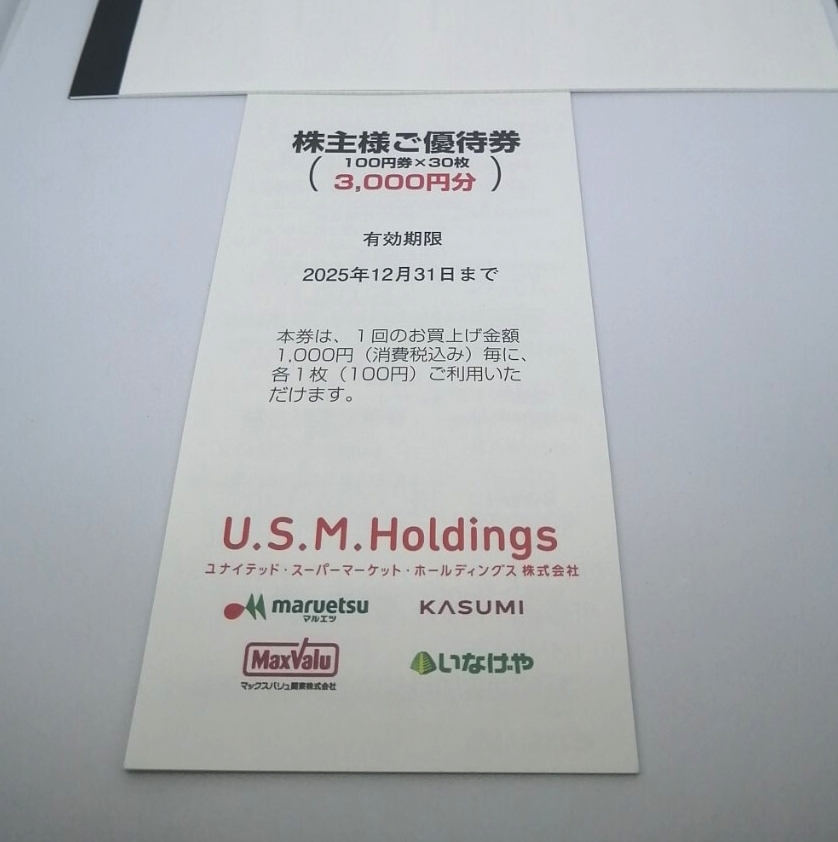 株主様ご優待券
100円券×30枚
(3,000円分)
有効期限
2025年12月31日まで
本券は、1回のお買上げ金額
1,000円（消費税込み）毎に、
各1枚（100円）ご利用いた
だけます。
U.S.M.Holdings
ユナイテッド・スーパーマーケット・ホールディングス 株式会社
maruetsu KASUMI
マルエツ
MaxValu いなげや
マックスバリュ関東株式会社